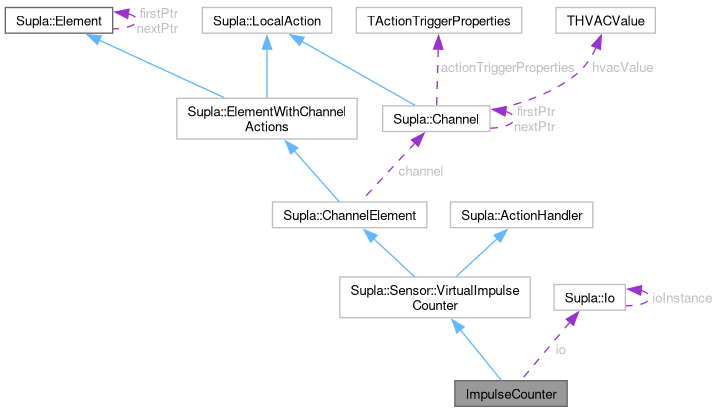 Supla::Element
firstPtr
nextPtr
Supla::LocalAction
TActionTriggerProperties
THVACValue
actionTriggerProperties
hvacValue
Supla::ElementWithChannel
Actions
Supla::Channel
firstPtr
nextPtr
channel
Supla::ChannelElement
Supla::ActionHandler
Supla::Sensor::VirtualImpulse
Counter
Supla::Io
ioInstance
io
ImpulseCounter